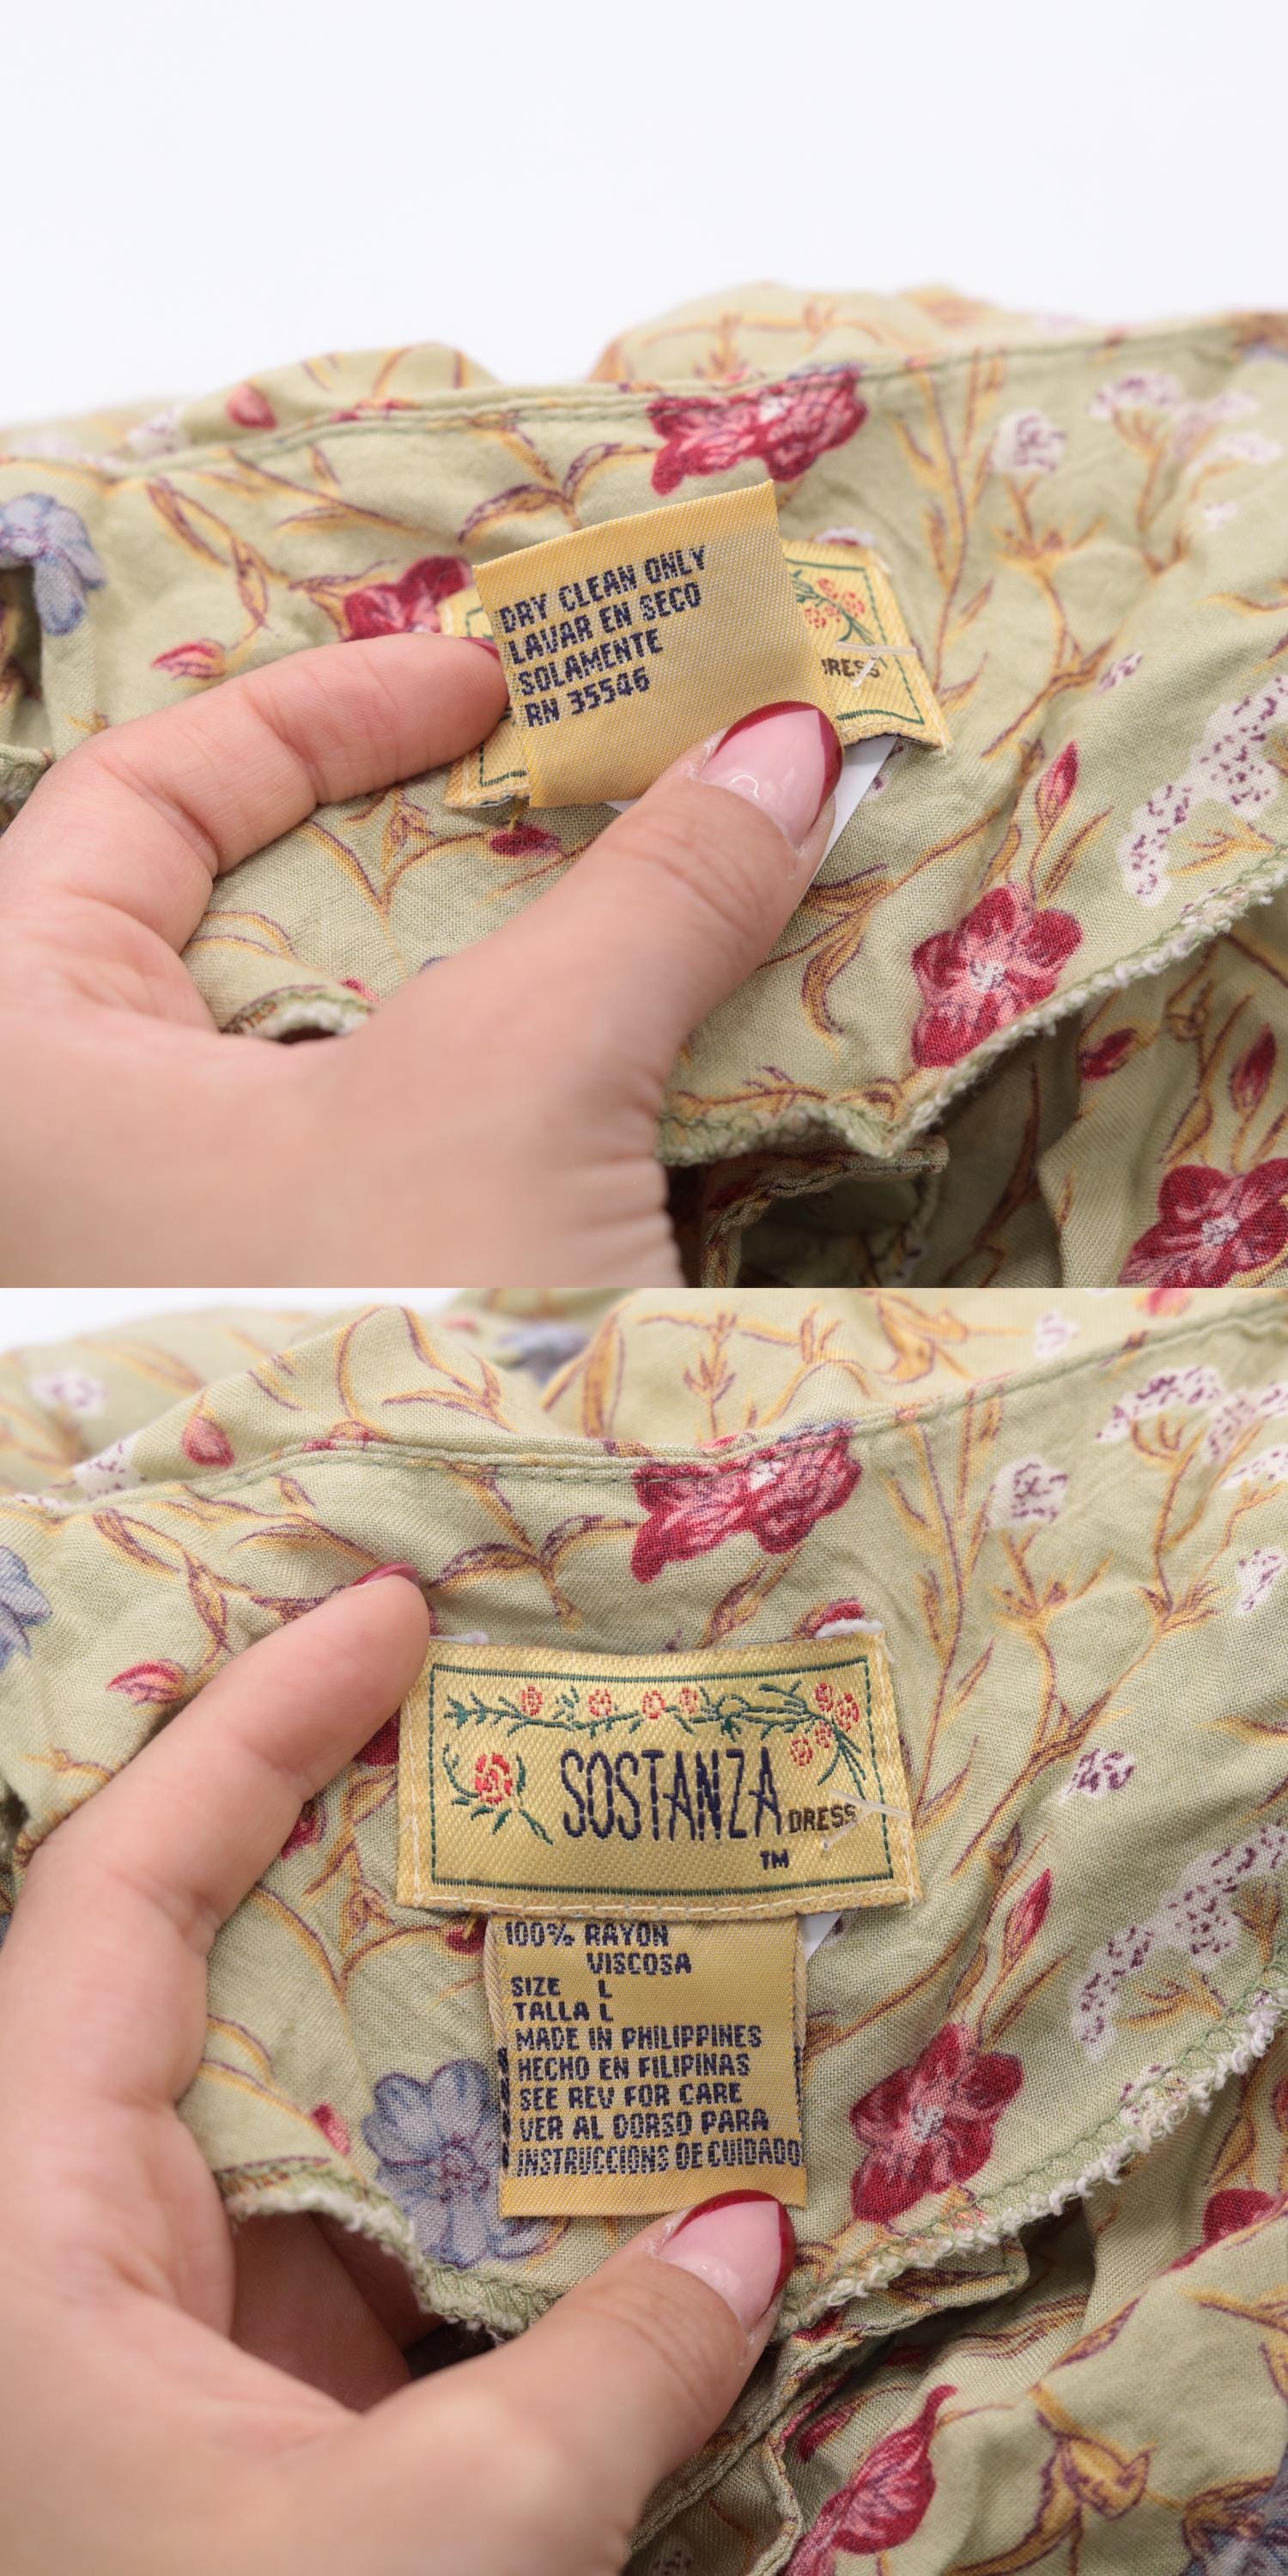 DRY CLEAN ONLY
LAVAR EN SECO
SOLAMENTE
RN 35546
DRESS
SOSTANZA DRESS
TM
100% RAYON
VISCOSA
SIZE L
TALLA L
MADE IN PHILIPPINES
HECHO EN FILIPINAS
SEE REV FOR CARE
VER AL DORSO PARA
INSTRUCCIONS DE CUIDADO